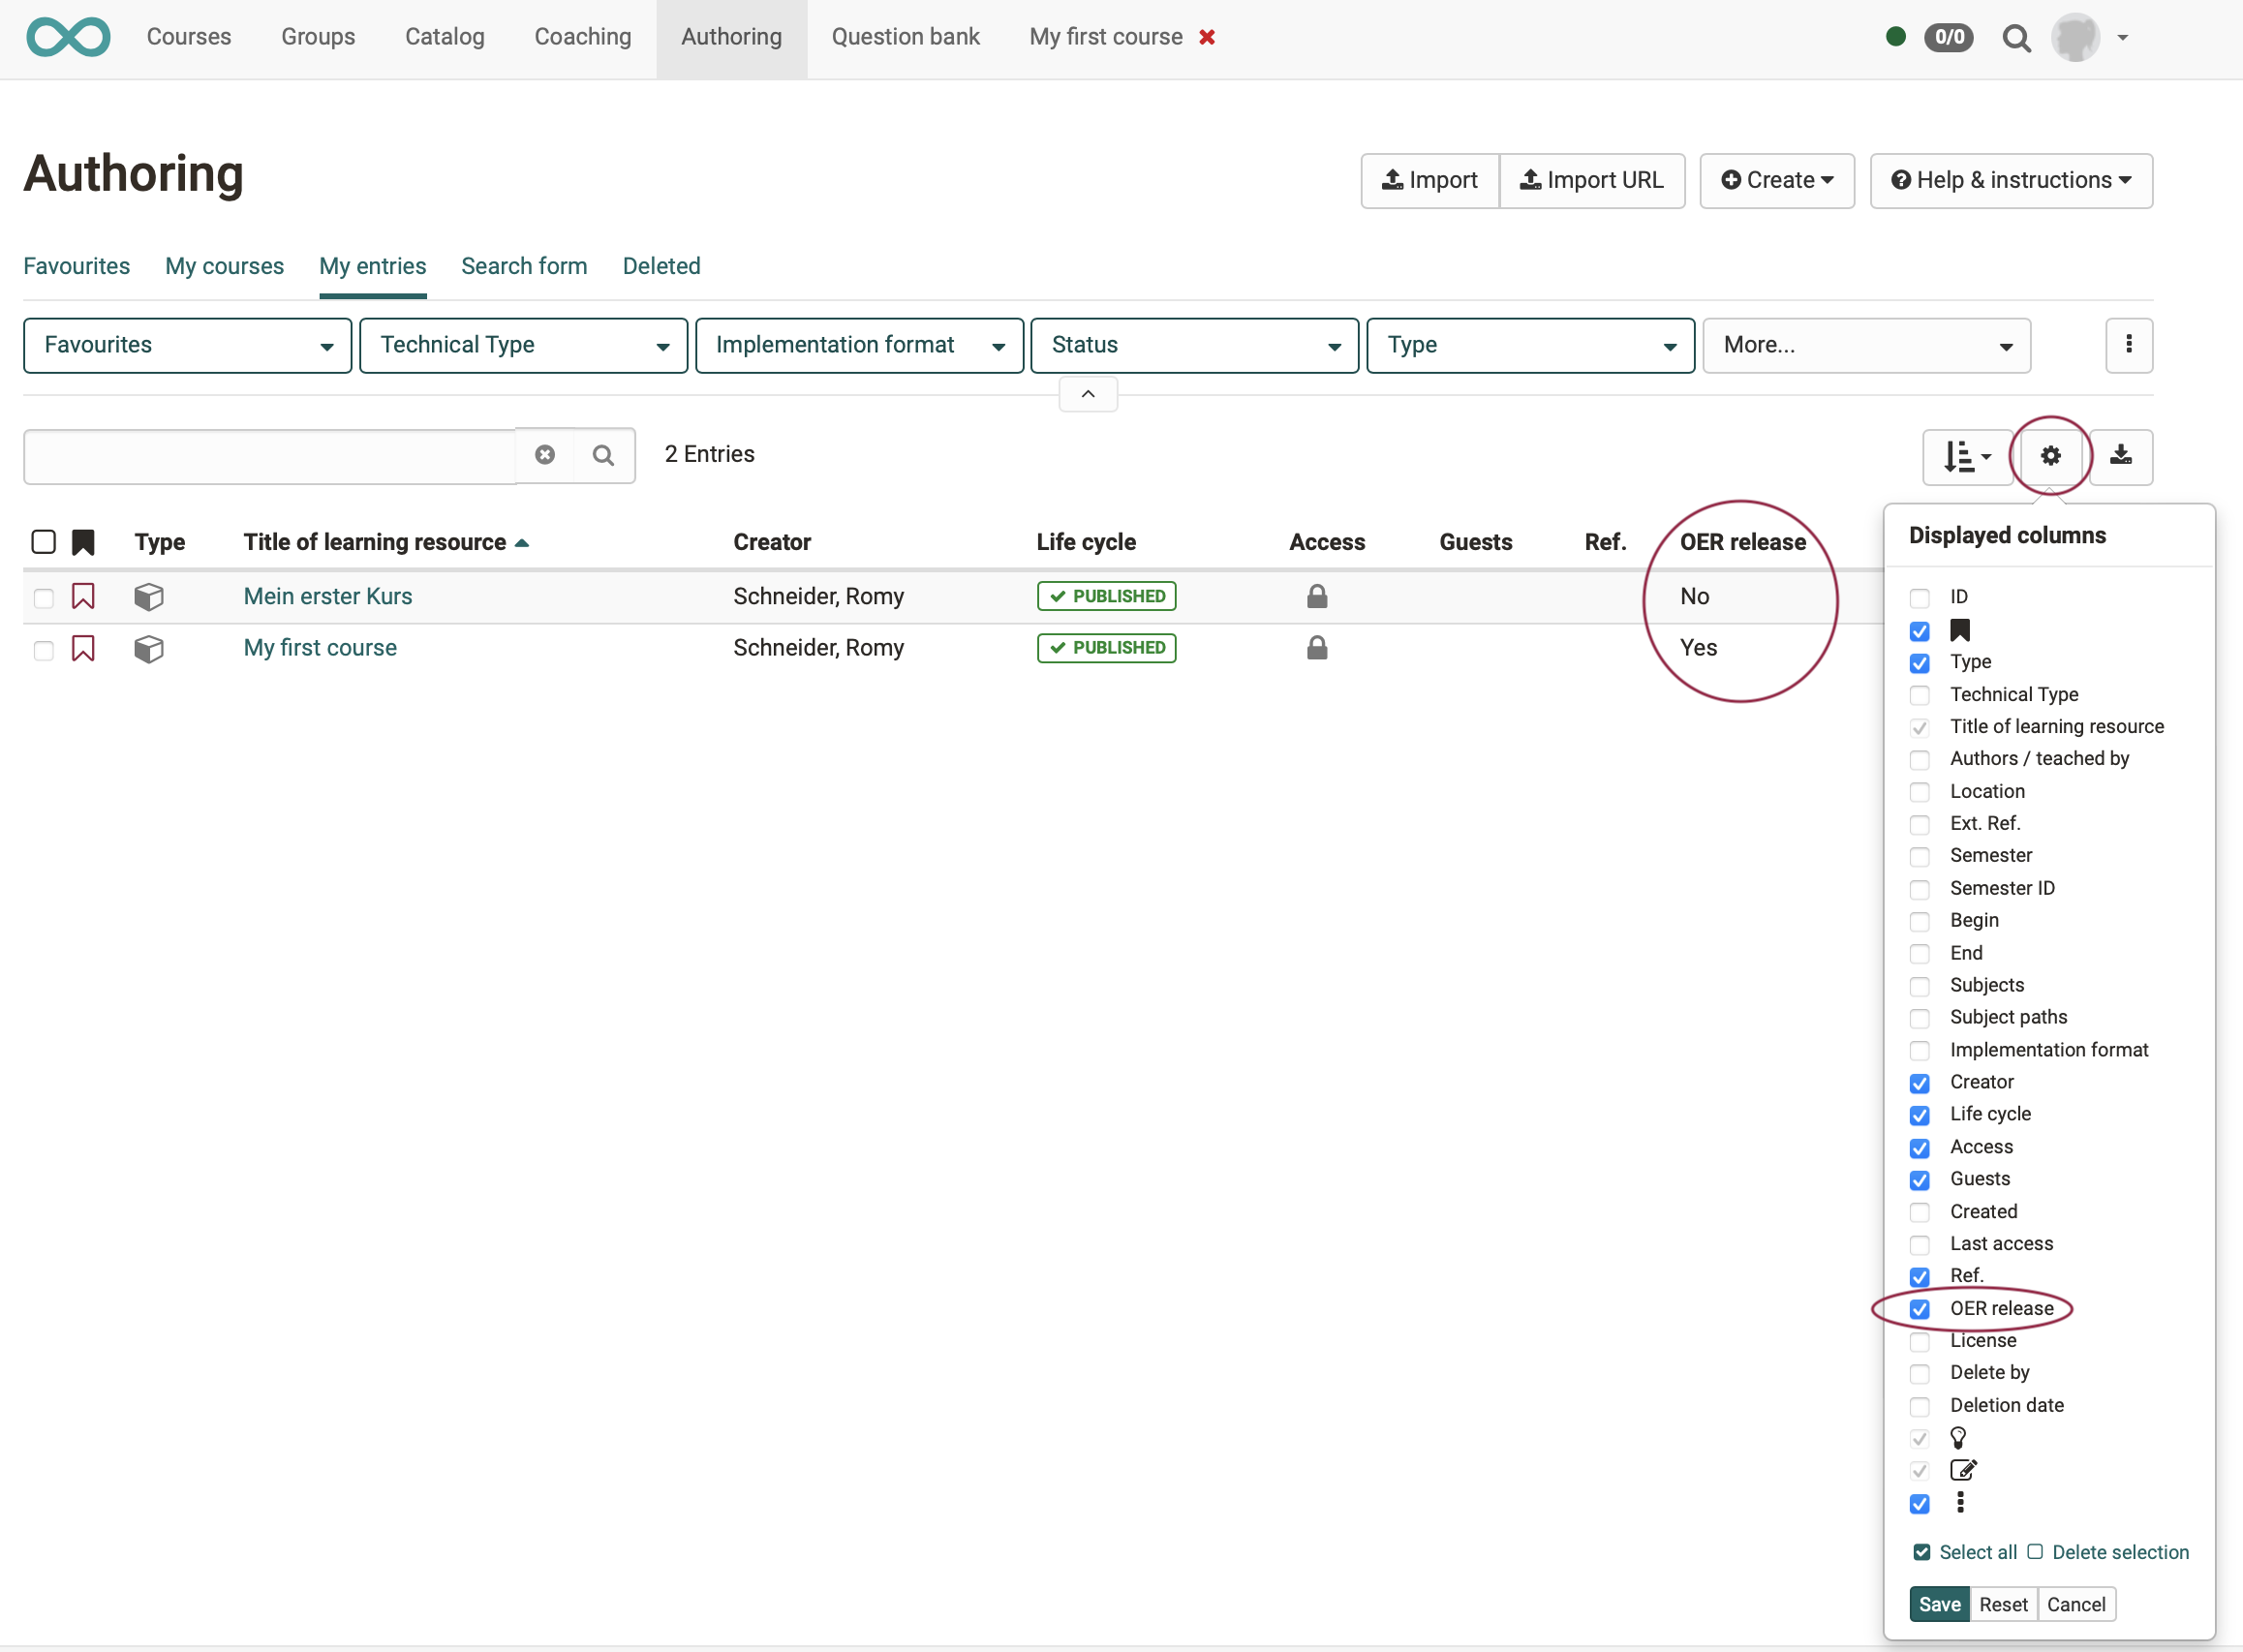 Courses Groups Catalog Coaching Authoring Question bank My first course 0/0
Authoring
Import Import URL Create Help & instructions
Favourites My courses My entries Search form Deleted
Favourites Technical Type Implementation format Status Type More...
2 Entries
Type Title of learning resource Creator Life cycle Access Guests Ref. OER release
Mein erster Kurs Schneider, Romy PUBLISHED No
My first course Schneider, Romy PUBLISHED Yes
Displayed columns
ID
Type
Technical Type
Title of learning resource
Authors / teached by
Location
Ext. Ref.
Semester
Semester ID
Begin
End
Subjects
Subject paths
Implementation format
Creator
Life cycle
Access
Guests
Created
Last access
Ref.
OER release
License
Delete by
Deletion date
Select all Delete selection
Save Reset Cancel